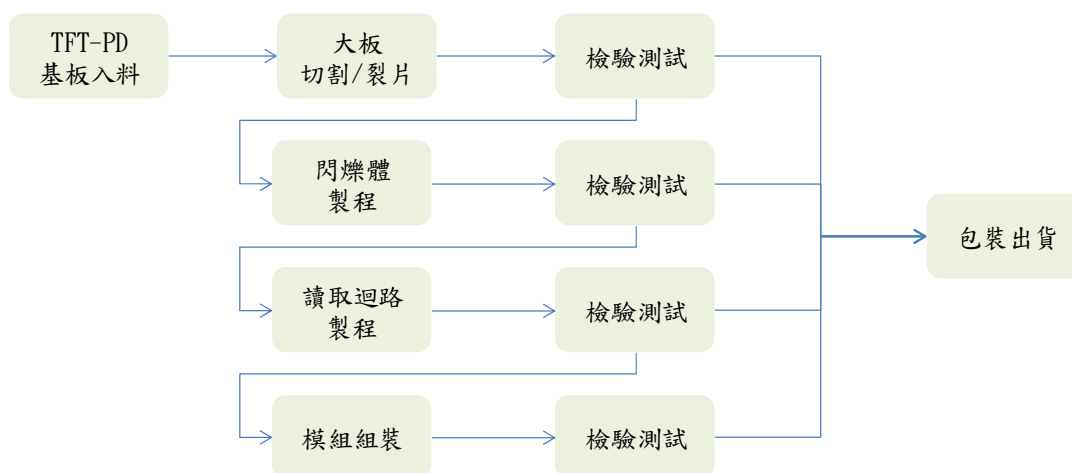 TFT-PD
基板入料
大板
切割/裂片
檢驗測試
閃爍體
製程
檢驗測試
包裝出貨
讀取迴路
製程
檢驗測試
模組組裝
檢驗測試